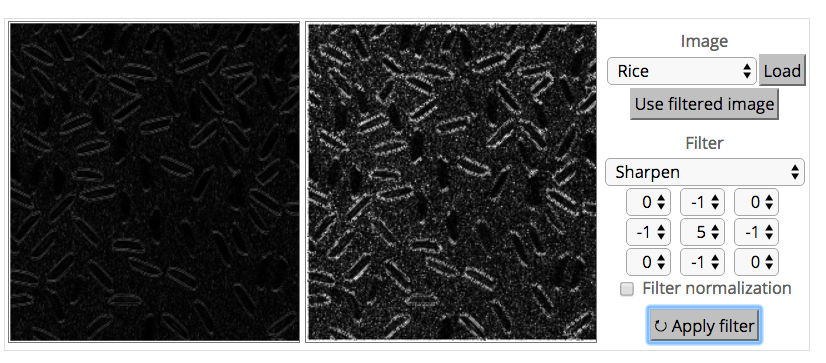 Image
Rice Load
Use filtered image
Filter
Sharpen
0 -1 0
-1 5 -1
0 -1 0
Filter normalization
↻ Apply filter